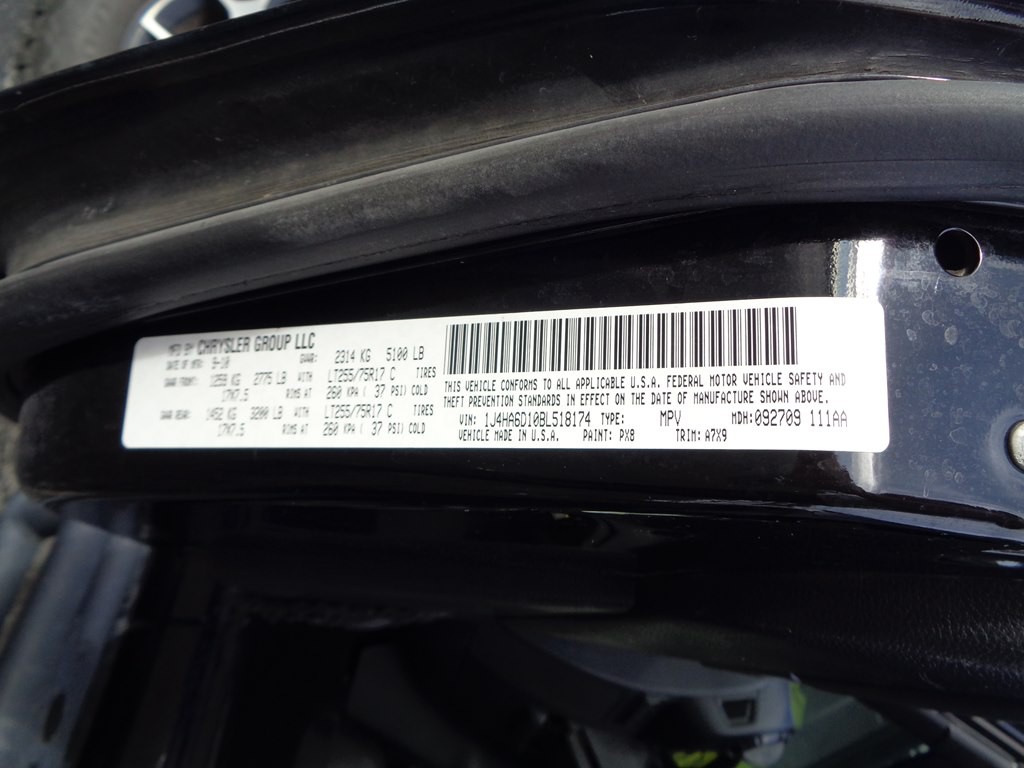 MFD BY CHRYSLER GROUP LLC
DATE OF MFR: 9-10 GVWR: 2314 KG 5100 LB
GAWR FRONT: 1259 KG 2775 LB WITH LT255/75R17 C TIRES
17X7.5 RIMS AT 260 KPA ( 37 PSI) COLD
GAWR REAR: 1452 KG 3200 LB WITH LT255/75R17 C TIRES
17X7.5 RIMS AT 260 KPA ( 37 PSI) COLD
THIS VEHICLE CONFORMS TO ALL APPLICABLE U.S.A. FEDERAL MOTOR VEHICLE SAFETY AND
THEFT PREVENTION STANDARDS IN EFFECT ON THE DATE OF MANUFACTURE SHOWN ABOVE.
VIN: 1J4HA6D10BL518174 TYPE: MPV MDH: 092709 111AA
VEHICLE MADE IN U.S.A. PAINT: PX8 TRIM: A7X9